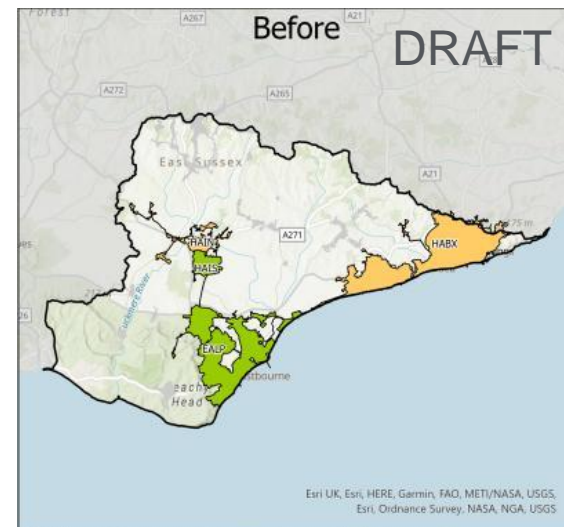 Before
DRAFT
A267
A21
A272
A265
East Sussex
A21
HAIN
A271
HABX
HAIS
EALP
Head
Esri UK, Esri, HERE, Garmin, FAO, METI/NASA, USGS,
Esri, Ordnance Survey, NASA, NGA, USGS